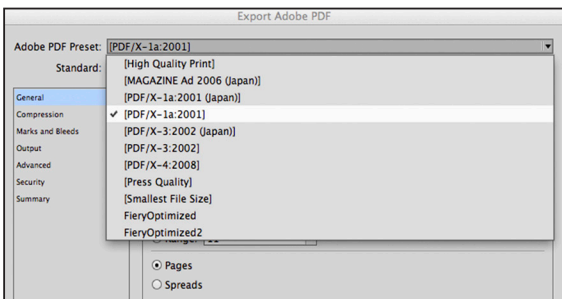 Export Adobe PDF
Adobe PDF Preset: [PDF/X-1a:2001]
Standard:
[High Quality Print]
[MAGAZINE Ad 2006 (Japan)]
[PDF/X-1a:2001 (Japan)]
✓ [PDF/X-1a:2001]
[PDF/X-3:2002 (Japan)]
[PDF/X-3:2002]
[PDF/X-4:2008]
[Press Quality]
[Smallest File Size]
FieryOptimized
FieryOptimized2
General
Compression
Marks and Bleeds
Output
Advanced
Security
Summary
Range:
Pages
Spreads